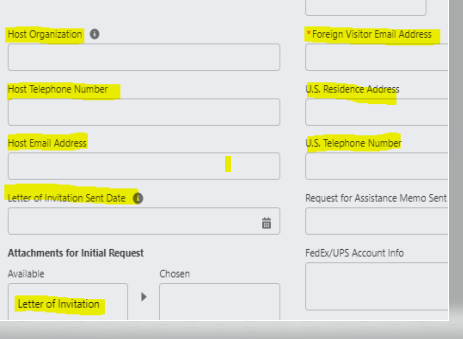 Host Organization
*Foreign Visitor Email Address
Host Telephone Number
U.S. Residence Address
Host Email Address
U.S. Telephone Number
Letter of Invitation Sent Date
Request for Assistance Memo Sent
Attachments for Initial Request
FedEx/UPS Account Info
Available
Chosen
Letter of Invitation